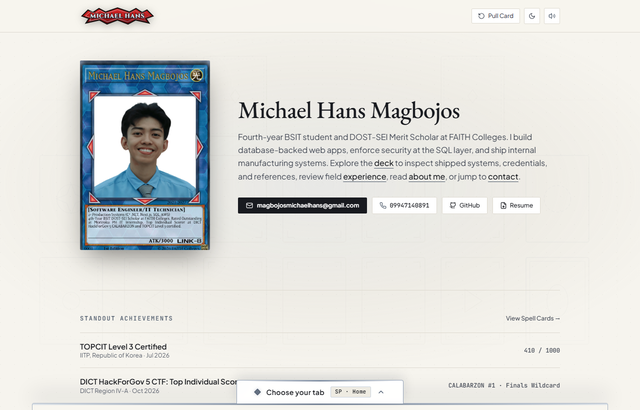 MICHAEL HANS
Pull Card
Michael Hans Magbojos
Michael Hans Magbojos
Fourth-year BSIT student and DOST-SEI Merit Scholar at FAITH Colleges. I build
database-backed web apps, enforce security at the SQL layer, and ship internal
manufacturing systems. Explore the deck to inspect shipped systems, credentials,
and references, review field experience, read about me, or jump to contact.
magbojosmichaelhans@gmail.com
09947140891
GitHub
Resume
[Software Engineer/IT Technician]
ATK/3000 LINK-8
STANDOUT ACHIEVEMENTS
View Spell Cards →
TOPCIT Level 3 Certified
IITP, Republic of Korea · Jul 2026
410 / 1000
DICT HackForGov 5 CTF: Top Individual Scor
DICT Region IV-A · Oct 2026
CALABARZON #1 · Finals Wildcard
Choose your tab
SP · Home